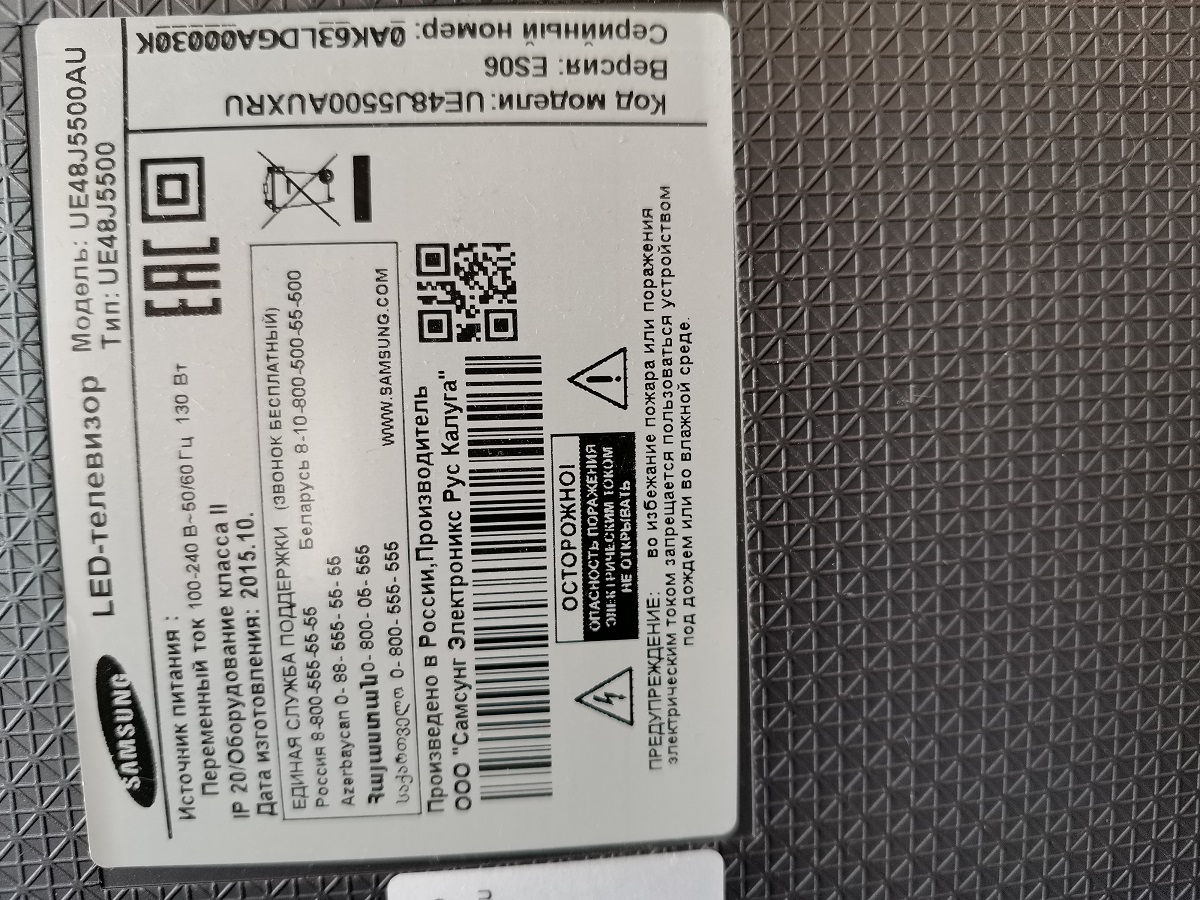 SAMSUNG
LED-телевизор Модель: UE48J5500AU
Тип: UE48J5500
Источник питания :
Переменный ток 100-240 В~50/60 Гц 130 Вт
IP 20/Оборудование класса II
Дата изготовления: 2015.10.
EAC
ЕДИНАЯ СЛУЖБА ПОДДЕРЖКИ (ЗВОНОК БЕСПЛАТНЫЙ)
Россия 8-800-555-55-55 Беларусь 8-10-800-500-55-500
Azerbaycan 0- 88- 555- 55- 55
Հայաստան 0- 800- 05- 555
საქართველო 0- 800- 555- 555 WWW.SAMSUNG.COM
Произведено в России,Производитель
ООО "Самсунг Электроникс Рус Калуга"
ОСТОРОЖНО!
ОПАСНОСТЬ ПОРАЖЕНИЯ
ЭЛЕКТРИЧЕСКИМ ТОКОМ
НЕ ОТКРЫВАТЬ
ПРЕДУПРЕЖДЕНИЕ: во избежание пожара или поражения
электрическим током запрещается пользоваться устройством
под дождем или во влажной среде.
Код модели: UE48J5500AUXRU
Версия: ES06
Серийный номер: 0AK63LDGA00030K